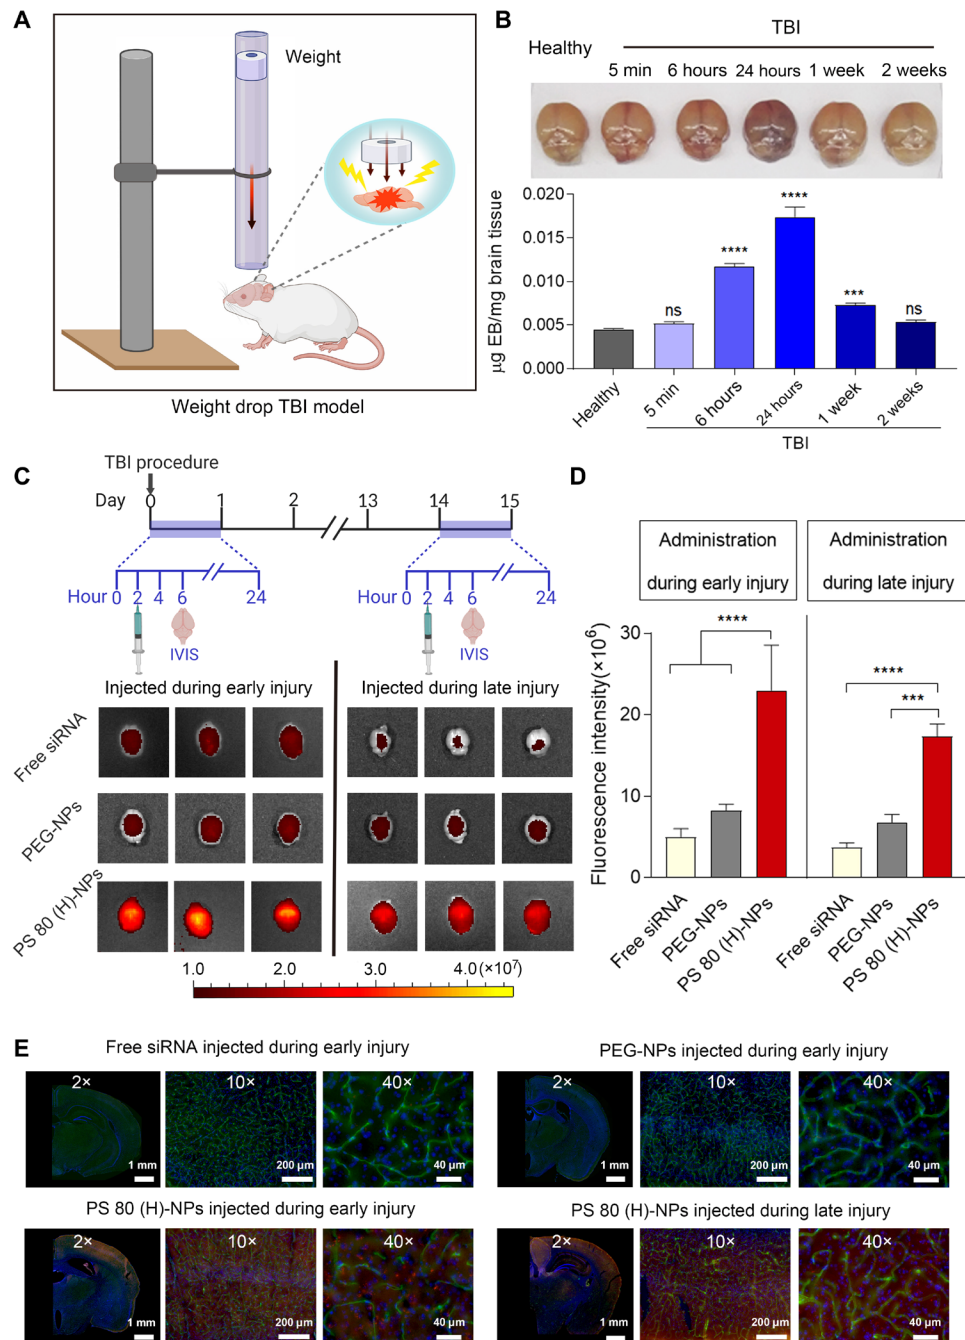 A
Weight
Weight drop TBI model
B
TBI
Healthy
5 min 6 hours 24 hours 1 week 2 weeks
µg EB/mg brain tissue
0.020
0.015
0.010
0.005
0.000
ns
****
****
***
ns
Healthy
5 min
6 hours
24 hours
1 week
2 weeks
TBI
C
TBI procedure
Day 0 1 2 13 14 15
Hour 0 2 4 6 24
Hour 0 2 4 6 24
IVIS
IVIS
Injected during early injury
Injected during late injury
Free siRNA
PEG-NPs
PS 80 (H)-NPs
1.0 2.0 3.0 4.0 (×10⁷)
D
Administration
during early injury
Administration
during late injury
Fluorescence intensity(×10⁶)
30
20
10
0
****
****
***
Free siRNA
PEG-NPs
PS 80 (H)-NPs
Free siRNA
PEG-NPs
PS 80 (H)-NPs
E
Free siRNA injected during early injury
2× 10× 40×
1 mm 200 µm 40 µm
PEG-NPs injected during early injury
2× 10× 40×
1 mm 200 µm 40 µm
PS 80 (H)-NPs injected during early injury
2× 10× 40×
1 mm 200 µm 40 µm
PS 80 (H)-NPs injected during late injury
2× 10× 40×
1 mm 200 µm 40 µm